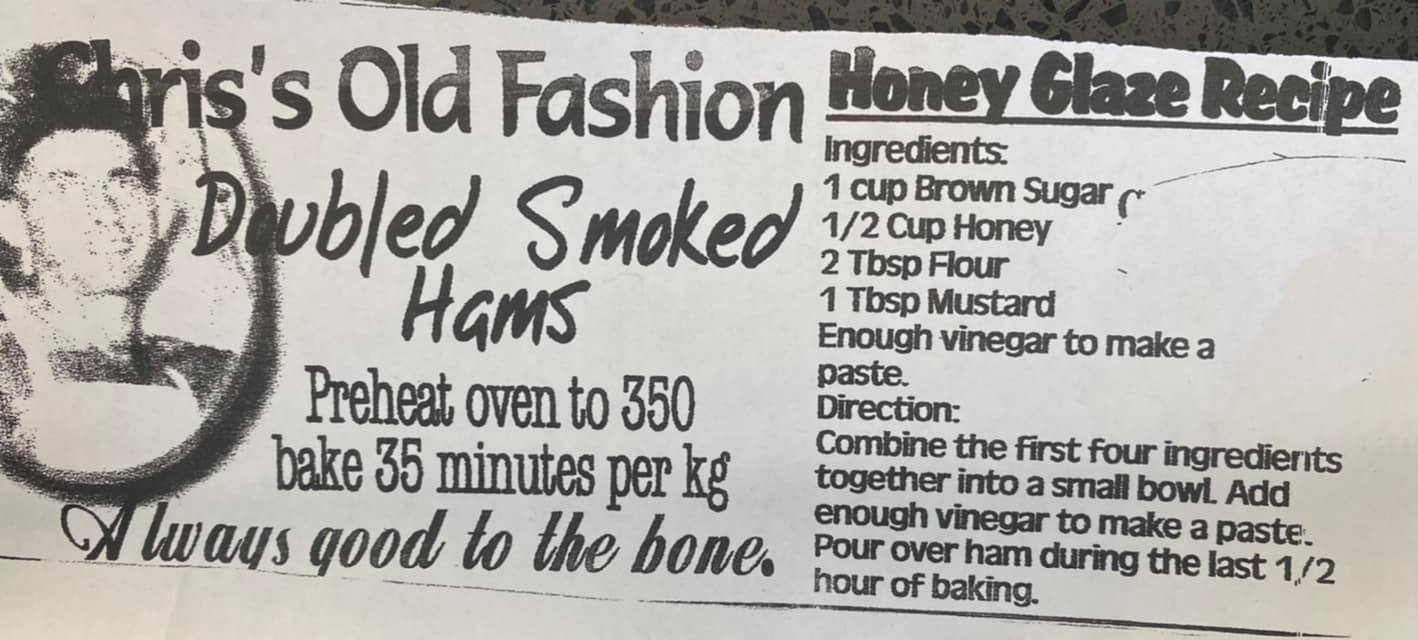 Chris's Old Fashion
Doubled Smoked
Hams
Preheat oven to 350
bake 35 minutes per kg
Always good to the bone.
Honey Glaze Recipe
Ingredients:
1 cup Brown Sugar
1/2 Cup Honey
2 Tbsp Flour
1 Tbsp Mustard
Enough vinegar to make a
paste.
Direction:
Combine the first four ingredients
together into a small bowl. Add
enough vinegar to make a paste.
Pour over ham during the last 1/2
hour of baking.